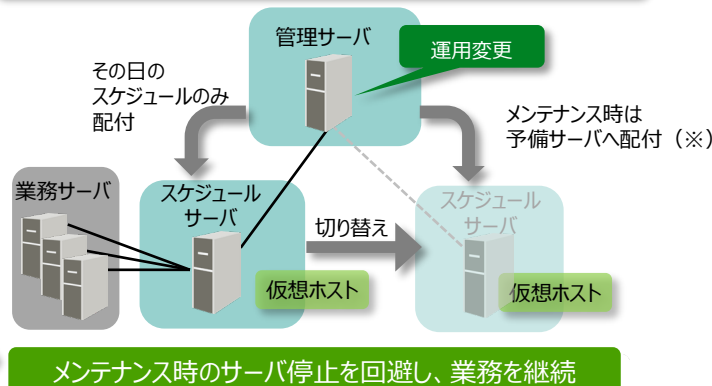 管理サーバ
運用変更
その日の
スケジュールのみ
配付
メンテナンス時は
予備サーバへ配付（※）
業務サーバ
スケジュール
サーバ
切り替え
スケジュール
サーバ
仮想ホスト
仮想ホスト
メンテナンス時のサーバ停止を回避し、業務を継続